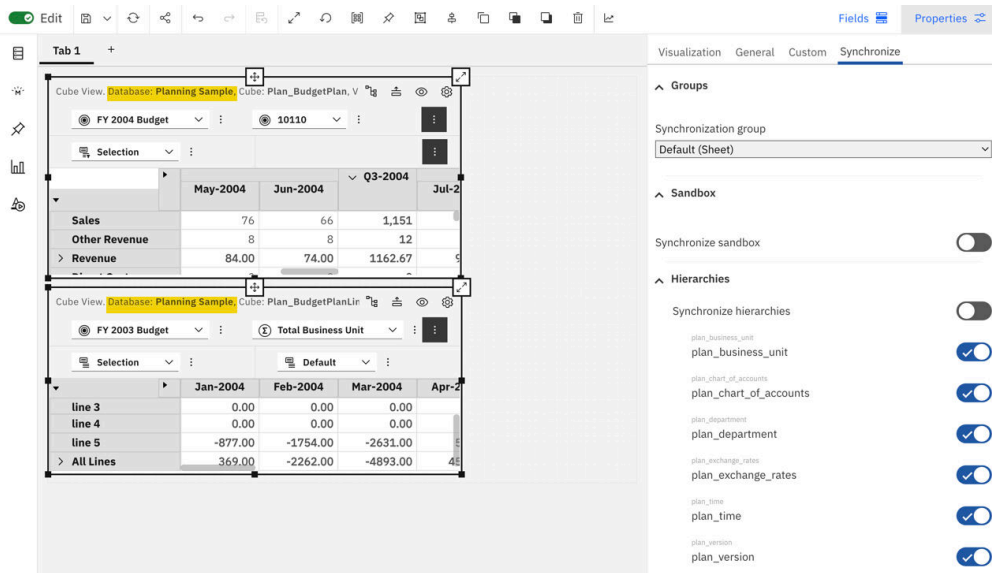 Edit
Fields
Properties
Tab 1
Visualization General Custom Synchronize
Cube View. Database: Planning Sample, Cube: Plan_BudgetPlan, V
FY 2004 Budget
10110
Selection
Q3-2004
May-2004 Jun-2004 Jul-2
Sales 76 66 1,151
Other Revenue 8 8 12
Revenue 84.00 74.00 1162.67 9
Cube View. Database: Planning Sample, Cube: Plan_BudgetPlanLin
FY 2003 Budget
Total Business Unit
Selection
Default
Jan-2004 Feb-2004 Mar-2004 Apr-2
line 3 0.00 0.00 0.00
line 4 0.00 0.00 0.00
line 5 -877.00 -1754.00 -2631.00
All Lines 369.00 -2262.00 -4893.00 45
Groups
Synchronization group
Default (Sheet)
Sandbox
Synchronize sandbox
Hierarchies
Synchronize hierarchies
plan_business_unit
plan_business_unit
plan_chart_of_accounts
plan_chart_of_accounts
plan_department
plan_department
plan_exchange_rates
plan_exchange_rates
plan_time
plan_time
plan_version
plan_version